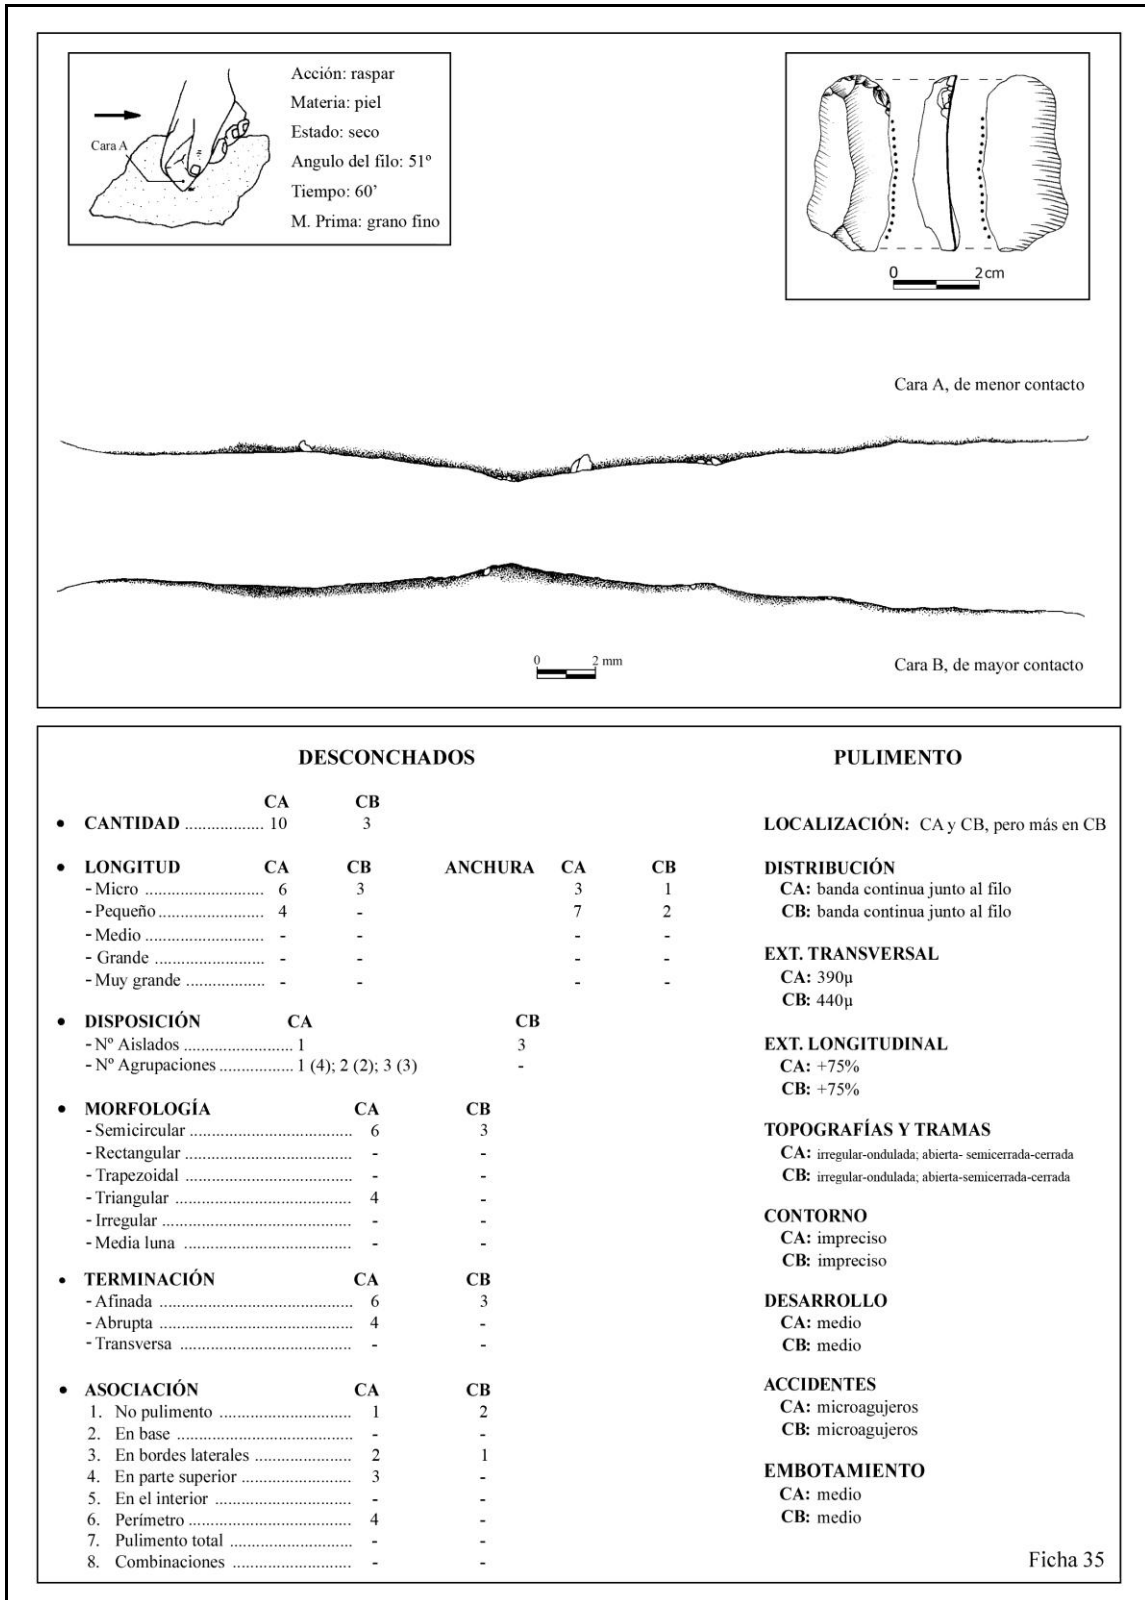 Acción: raspar
Materia: piel
Estado: seco
Angulo del filo: 51º
Tiempo: 60’
M. Prima: grano fino
Cara A
0 2 cm
Cara A, de menor contacto
0 2 mm
Cara B, de mayor contacto
DESCONCHADOS
CA CB
• CANTIDAD .................. 10 3
• LONGITUD CA CB ANCHURA CA CB
- Micro ........................... 6 3 3 1
- Pequeño ........................ 4 - 7 2
- Medio ........................... - - - -
- Grande ......................... - - - -
- Muy grande .................. - - - -
• DISPOSICIÓN CA CB
- Nº Aislados ......................... 1 3
- Nº Agrupaciones ................. 1 (4); 2 (2); 3 (3) -
• MORFOLOGÍA CA CB
- Semicircular ..................................... 6 3
- Rectangular ...................................... - -
- Trapezoidal ...................................... - -
- Triangular ........................................ 4 -
- Irregular ........................................... - -
- Media luna ...................................... - -
• TERMINACIÓN CA CB
- Afinada ............................................ 6 3
- Abrupta ............................................ 4 -
- Transversa ....................................... - -
• ASOCIACIÓN CA CB
1. No pulimento .............................. 1 2
2. En base ........................................ - -
3. En bordes laterales ...................... 2 1
4. En parte superior ......................... 3 -
5. En el interior ............................... - -
6. Perímetro ..................................... 4 -
7. Pulimento total ............................ - -
8. Combinaciones ........................... - -
PULIMENTO
LOCALIZACIÓN: CA y CB, pero más en CB
DISTRIBUCIÓN
CA: banda continua junto al filo
CB: banda continua junto al filo
EXT. TRANSVERSAL
CA: 390µ
CB: 440µ
EXT. LONGITUDINAL
CA: +75%
CB: +75%
TOPOGRAFÍAS Y TRAMAS
CA: irregular-ondulada; abierta- semicerrada-cerrada
CB: irregular-ondulada; abierta-semicerrada-cerrada
CONTORNO
CA: impreciso
CB: impreciso
DESARROLLO
CA: medio
CB: medio
ACCIDENTES
CA: microagujeros
CB: microagujeros
EMBOTAMIENTO
CA: medio
CB: medio
Ficha 35